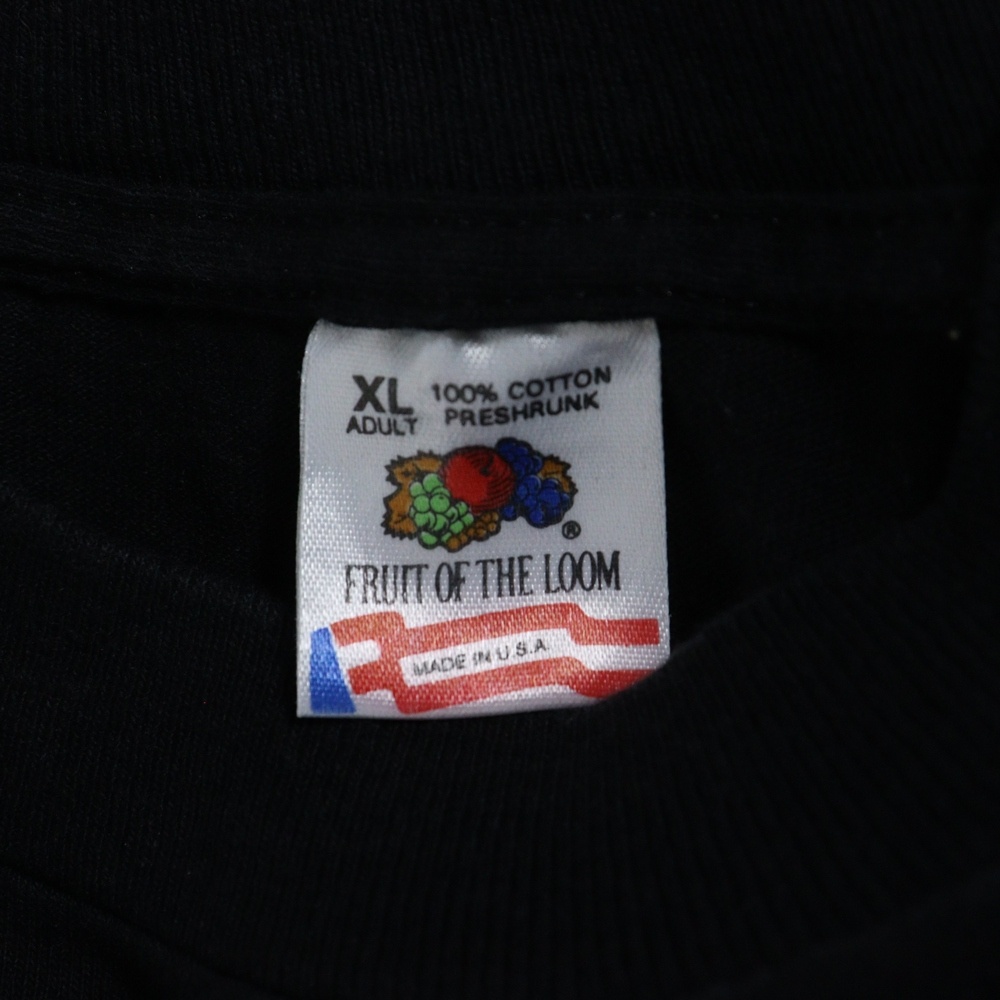 XL 100% COTTON
ADULT PRESHRUNK
®
FRUIT OF THE LOOM
MADE IN U.S.A.